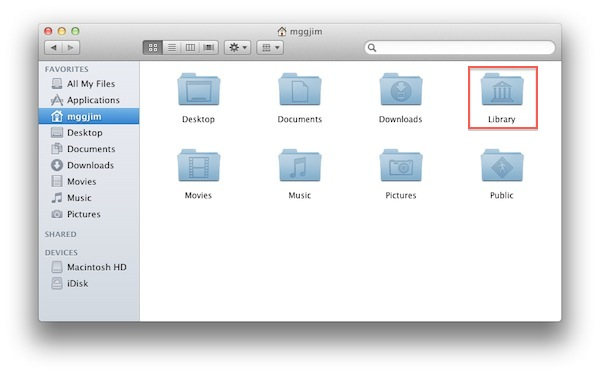 mggjim
FAVORITES
All My Files
Applications
mggjim
Desktop
Documents
Downloads
Movies
Music
Pictures
SHARED
DEVICES
Macintosh HD
iDisk
Desktop
Documents
Downloads
Library
Movies
Music
Pictures
Public